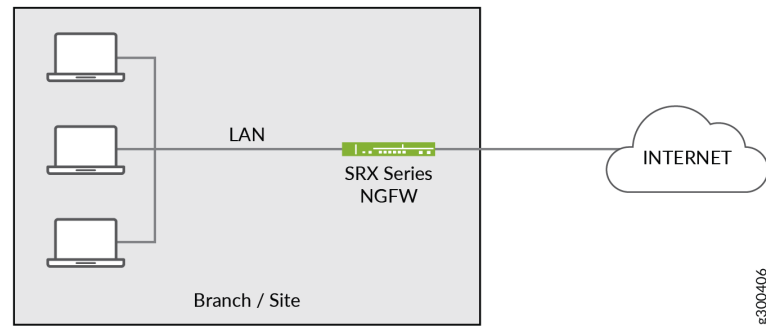 LAN
SRX Series
NGFW
INTERNET
Branch / Site
g300406